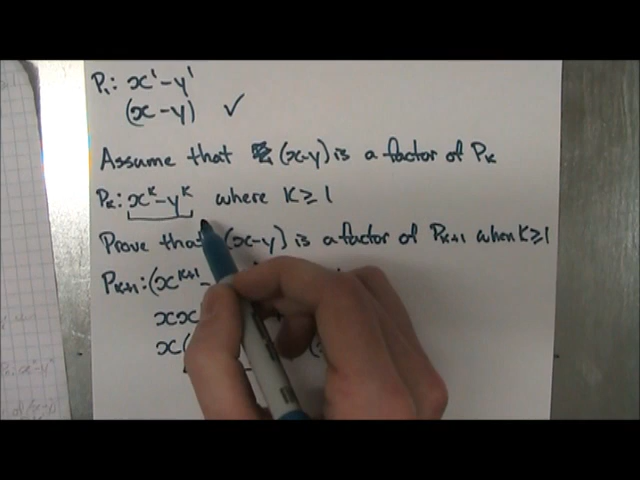 P₁: x¹ - y¹
(x - y) ✓
Assume that (x-y) is a factor of Pₖ
Pₖ: xᵏ - yᵏ where K ≥ 1
Prove that (x-y) is a factor of Pₖ₊₁ when K ≥ 1
Pₖ₊₁: (xᵏ⁺¹ -
xx
x(